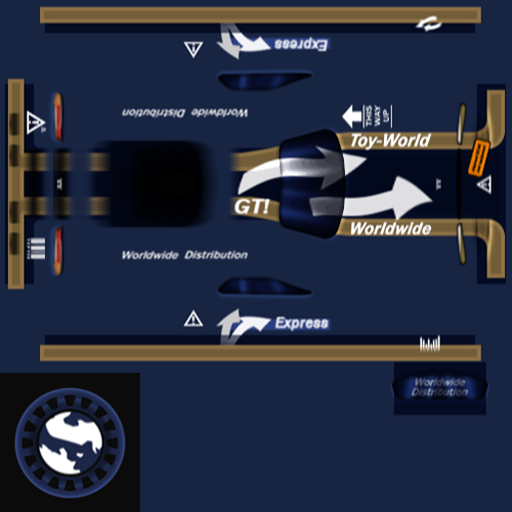 Express
Worldwide Distribution
THIS
WAY
UP
Toy-World
GT!
Worldwide
Worldwide Distribution
Express
Worldwide
Distribution